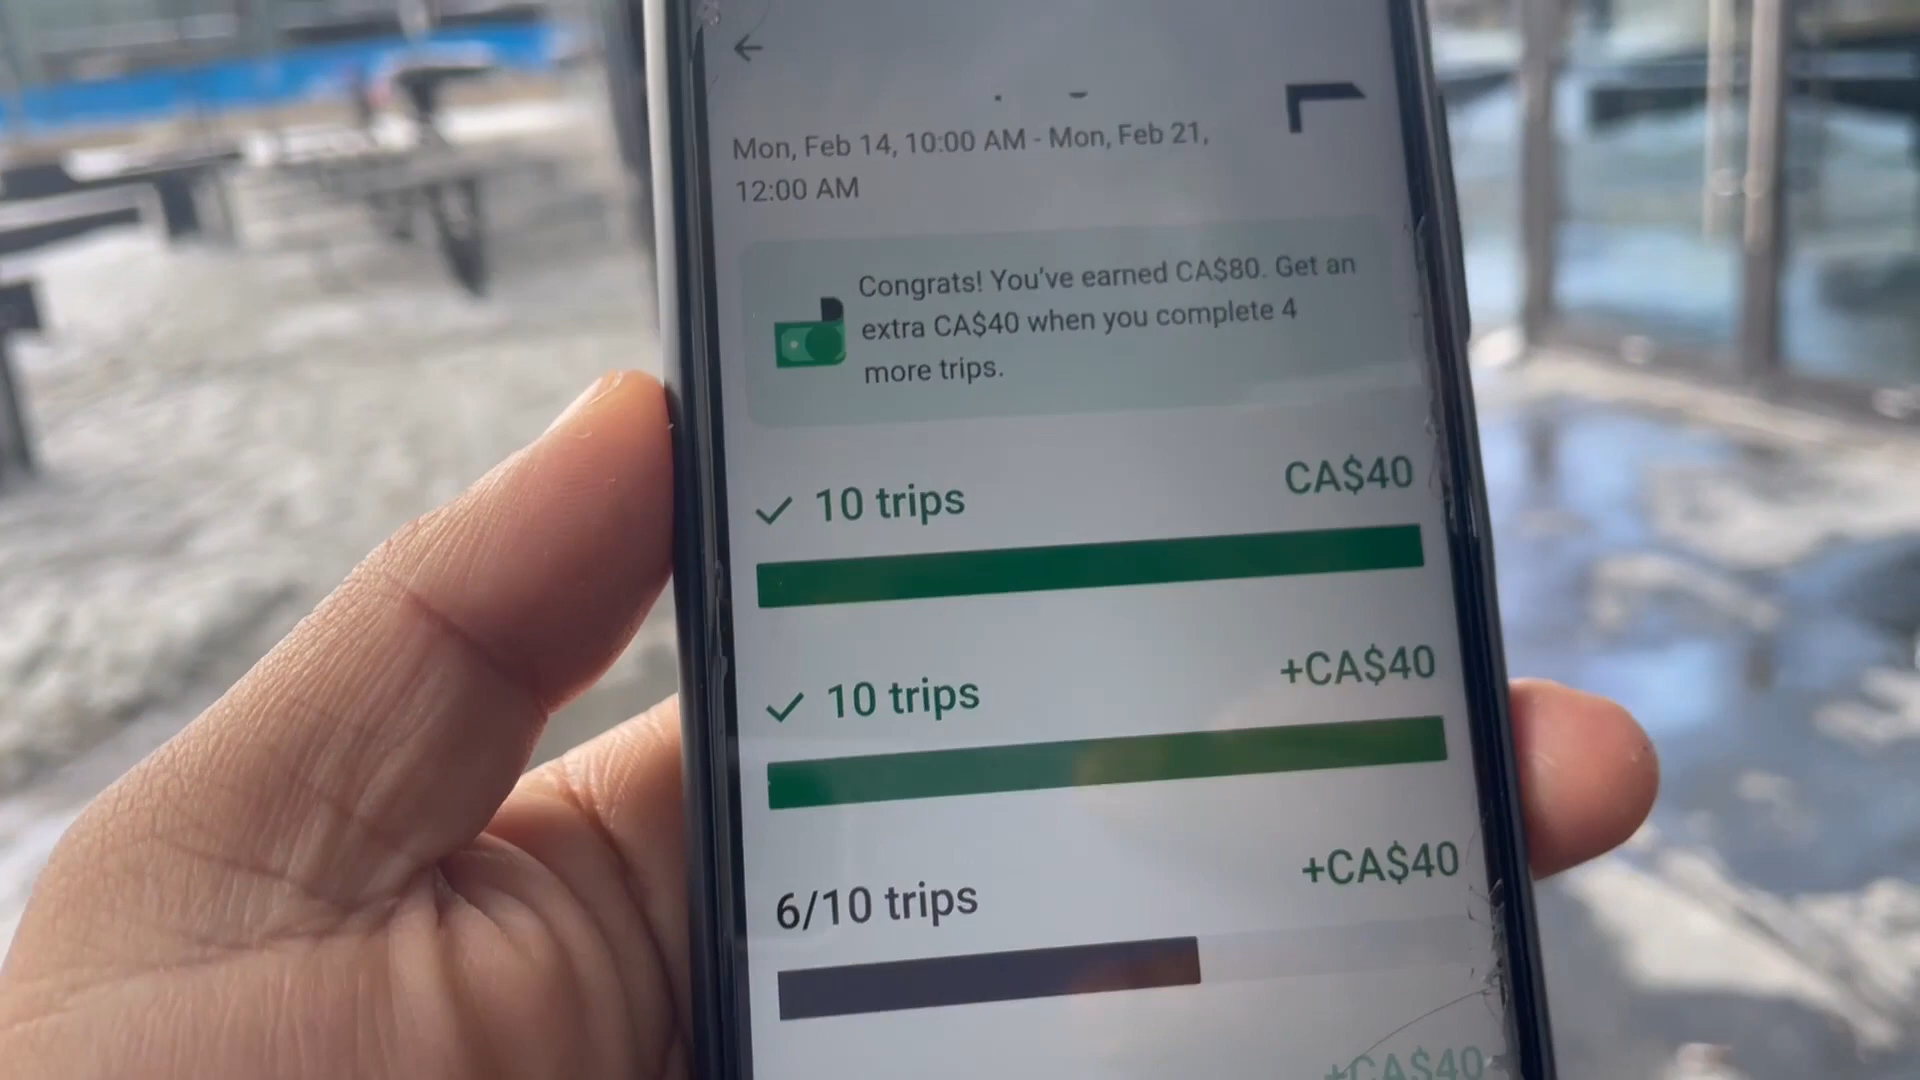 Mon, Feb 14, 10:00 AM - Mon, Feb 21,
12:00 AM
Congrats! You've earned CA$80. Get an
extra CA$40 when you complete 4
more trips.
10 trips
CA$40
10 trips
+CA$40
6/10 trips
+CA$40
+CA$40